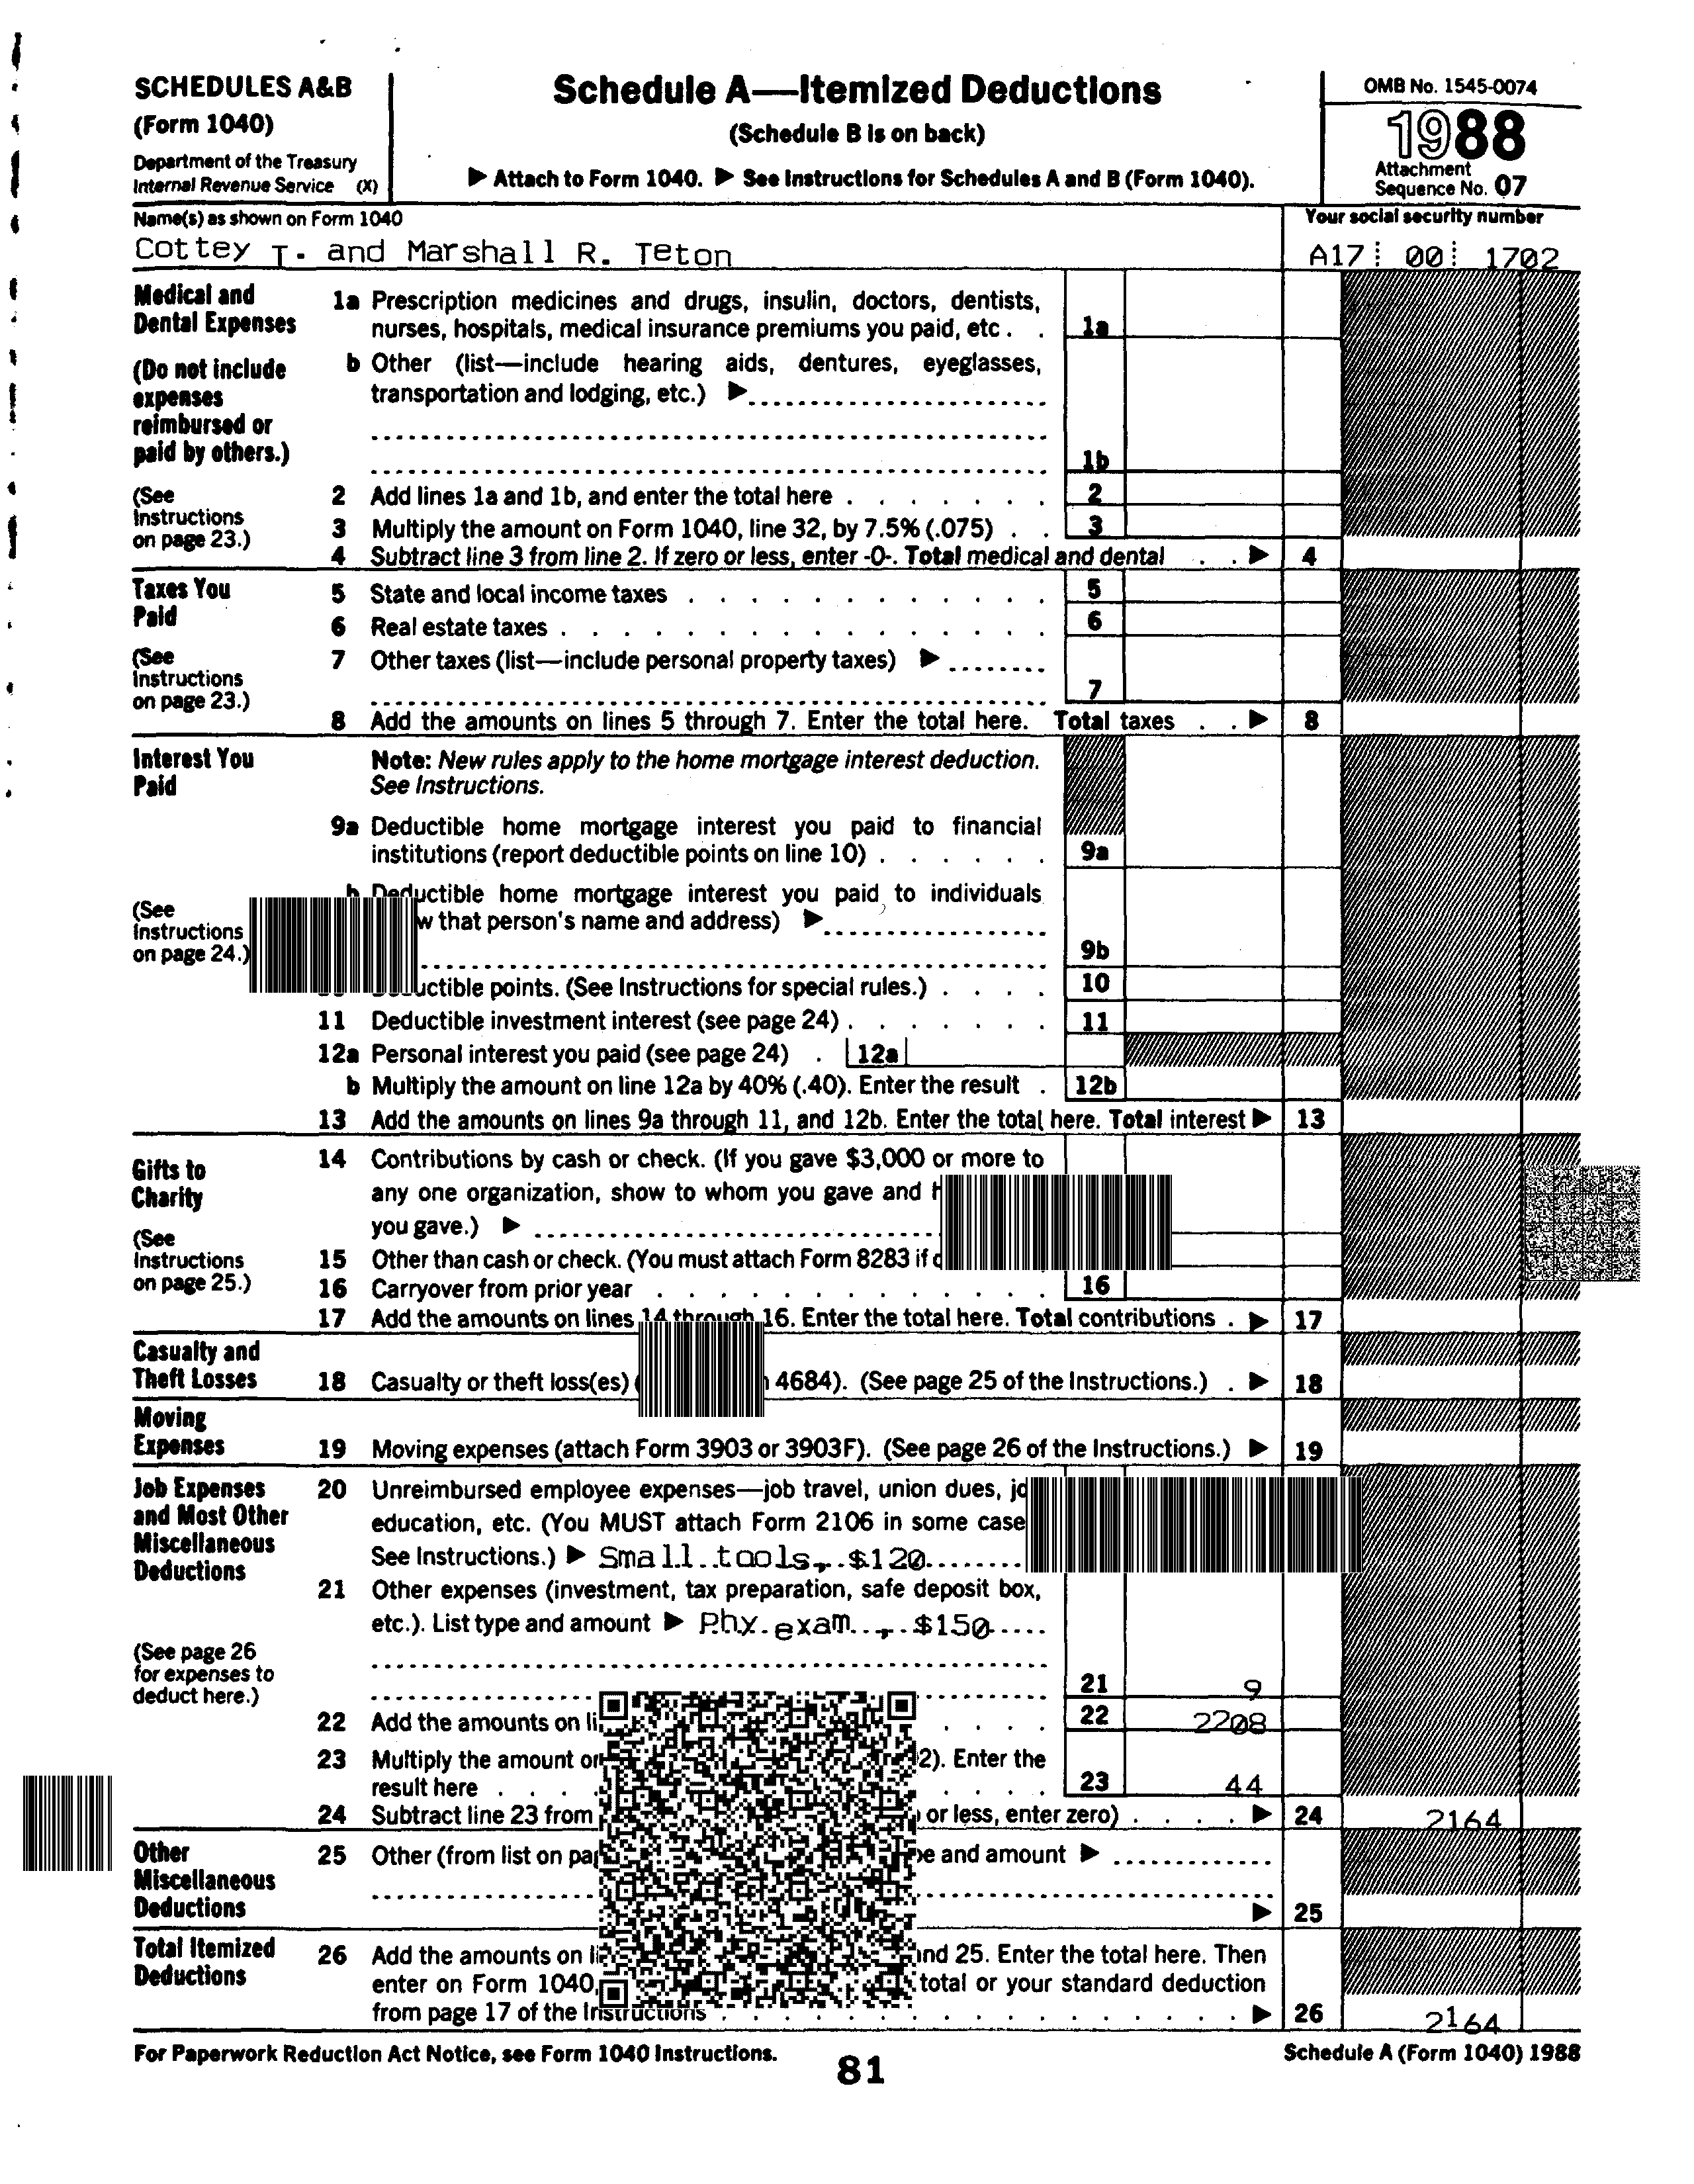 SCHEDULES A&B
(Form 1040)
Department of the Treasury
Internal Revenue Service (X)
Schedule A—Itemized Deductions
(Schedule B is on back)
▶ Attach to Form 1040. ▶ See Instructions for Schedules A and B (Form 1040).
OMB No. 1545-0074
1988
Attachment
Sequence No. 07
Name(s) as shown on Form 1040
Cottey T. and Marshall R. Teton
Your social security number
A17 00 1702
Medical and
Dental Expenses
(Do not include
expenses
reimbursed or
paid by others.)
(See
Instructions
on page 23.)
1a Prescription medicines and drugs, insulin, doctors, dentists,
nurses, hospitals, medical insurance premiums you paid, etc . . 1a
b Other (list—include hearing aids, dentures, eyeglasses,
transportation and lodging, etc.) ▶
1b
2 Add lines 1a and 1b, and enter the total here . . . . . . . 2
3 Multiply the amount on Form 1040, line 32, by 7.5% (.075) . . 3
4 Subtract line 3 from line 2. If zero or less, enter -0-. Total medical and dental . . ▶ 4
Taxes You
Paid
(See
Instructions
on page 23.)
5 State and local income taxes . . . . . . . . . . . . 5
6 Real estate taxes . . . . . . . . . . . . . . . . 6
7 Other taxes (list—include personal property taxes) ▶
7
8 Add the amounts on lines 5 through 7. Enter the total here. Total taxes . . ▶ 8
Interest You
Paid
(See
Instructions
on page 24.)
Note: New rules apply to the home mortgage interest deduction.
See Instructions.
9a Deductible home mortgage interest you paid to financial
institutions (report deductible points on line 10) . . . . . . 9a
b Deductible home mortgage interest you paid to individuals
w that person's name and address) ▶
9b
uctible points. (See Instructions for special rules.) . . . . 10
11 Deductible investment interest (see page 24) . . . . . . . 11
12a Personal interest you paid (see page 24) . 12a
b Multiply the amount on line 12a by 40% (.40). Enter the result . 12b
13 Add the amounts on lines 9a through 11, and 12b. Enter the total here. Total interest ▶ 13
Gifts to
Charity
(See
Instructions
on page 25.)
14 Contributions by cash or check. (If you gave $3,000 or more to
any one organization, show to whom you gave and
you gave.) ▶
15 Other than cash or check. (You must attach Form 8283 if
16 Carryover from prior year . . . . . . . . . . . . . 16
17 Add the amounts on lines 14 through 16. Enter the total here. Total contributions . ▶ 17
Casualty and
Theft Losses
18 Casualty or theft loss(es) 4684). (See page 25 of the Instructions.) . ▶ 18
Moving
Expenses
19 Moving expenses (attach Form 3903 or 3903F). (See page 26 of the Instructions.) ▶ 19
Job Expenses
and Most Other
Miscellaneous
Deductions
(See page 26
for expenses to
deduct here.)
20 Unreimbursed employee expenses—job travel, union dues,
education, etc. (You MUST attach Form 2106 in some case
See Instructions.) ▶ Small tools, $120
21 Other expenses (investment, tax preparation, safe deposit box,
etc.). List type and amount ▶ Phy. exam, $150
21 9
22 Add the amounts on . . . . 22 2208
23 Multiply the amount 2). Enter the
result here . . . . 23 44
24 Subtract line 23 from or less, enter zero) . . . . ▶ 24 2164
Other
Miscellaneous
Deductions
25 Other (from list on and amount ▶
▶ 25
Total Itemized
Deductions
26 Add the amounts on and 25. Enter the total here. Then
enter on Form 1040, total or your standard deduction
from page 17 of the Instructions . . . . . . . . . . . . . ▶ 26 2164
For Paperwork Reduction Act Notice, see Form 1040 Instructions.
81
Schedule A (Form 1040) 1988